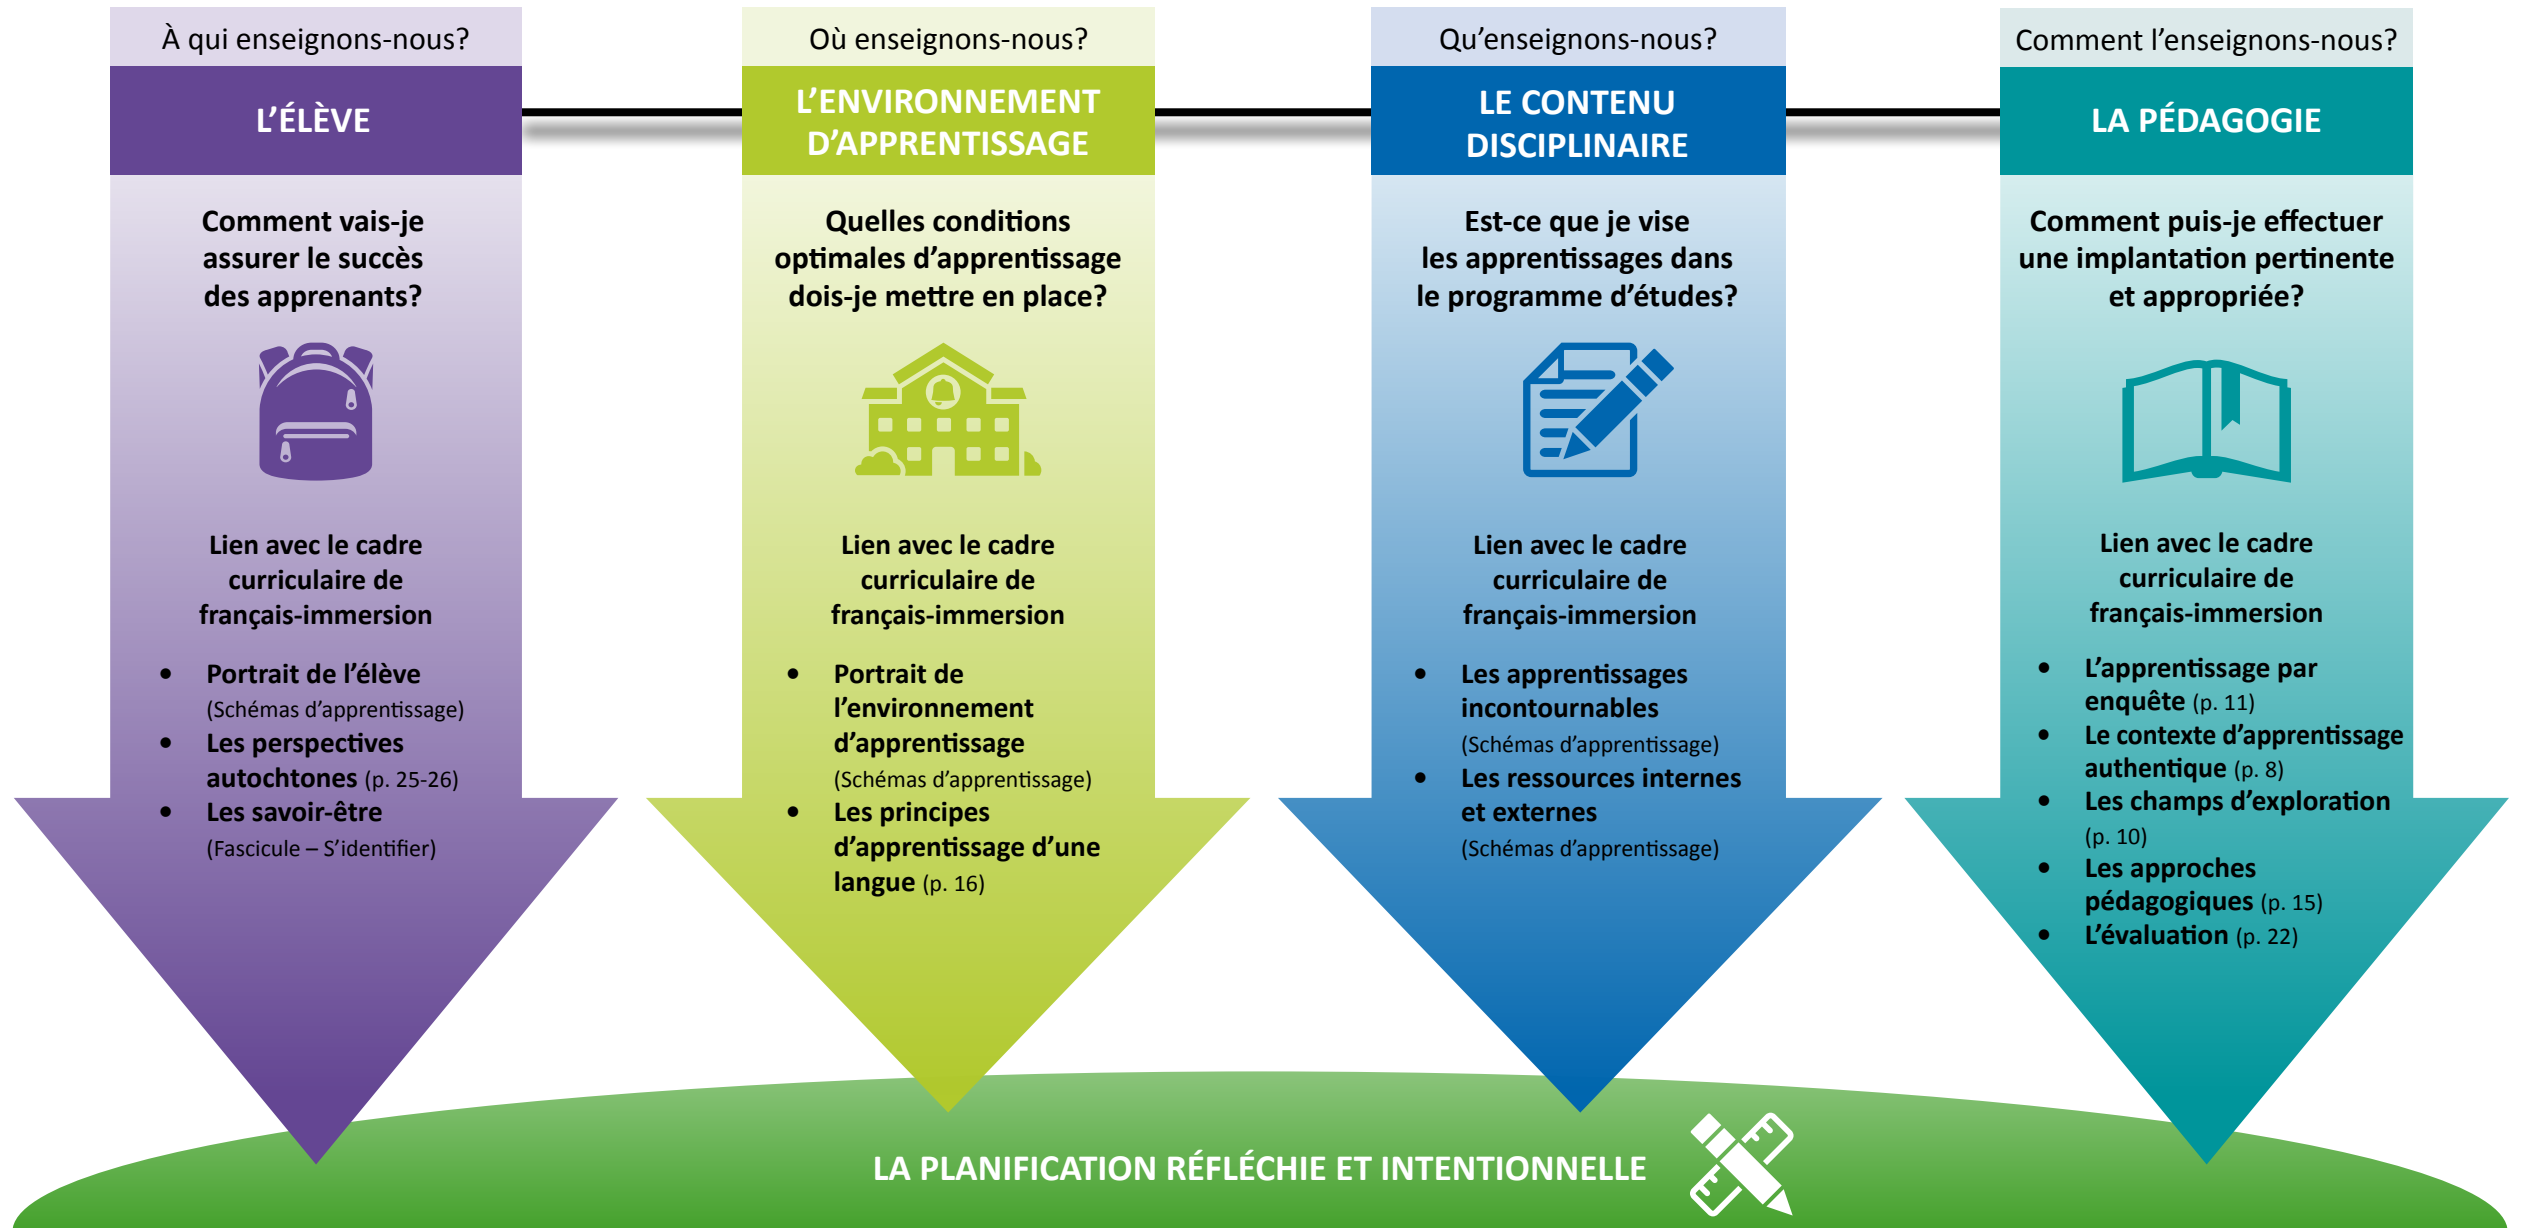 À qui enseignons-nous?
L'ÉLÈVE
Comment vais-je
assurer le succès
des apprenants?
Lien avec le cadre
curriculaire de
français-immersion
• Portrait de l'élève
(Schémas d'apprentissage)
• Les perspectives
autochtones (p. 25-26)
• Les savoir-être
(Fascicule – S'identifier)
Où enseignons-nous?
L'ENVIRONNEMENT
D'APPRENTISSAGE
Quelles conditions
optimales d'apprentissage
dois-je mettre en place?
Lien avec le cadre
curriculaire de
français-immersion
• Portrait de
l'environnement
d'apprentissage
(Schémas d'apprentissage)
• Les principes
d'apprentissage d'une
langue (p. 16)
Qu'enseignons-nous?
LE CONTENU
DISCIPLINAIRE
Est-ce que je vise
les apprentissages dans
le programme d'études?
Lien avec le cadre
curriculaire de
français-immersion
• Les apprentissages
incontournables
(Schémas d'apprentissage)
• Les ressources internes
et externes
(Schémas d'apprentissage)
Comment l'enseignons-nous?
LA PÉDAGOGIE
Comment puis-je effectuer
une implantation pertinente
et appropriée?
Lien avec le cadre
curriculaire de
français-immersion
• L'apprentissage par
enquête (p. 11)
• Le contexte d'apprentissage
authentique (p. 8)
• Les champs d'exploration
(p. 10)
• Les approches
pédagogiques (p. 15)
• L'évaluation (p. 22)
LA PLANIFICATION RÉFLÉCHIE ET INTENTIONNELLE